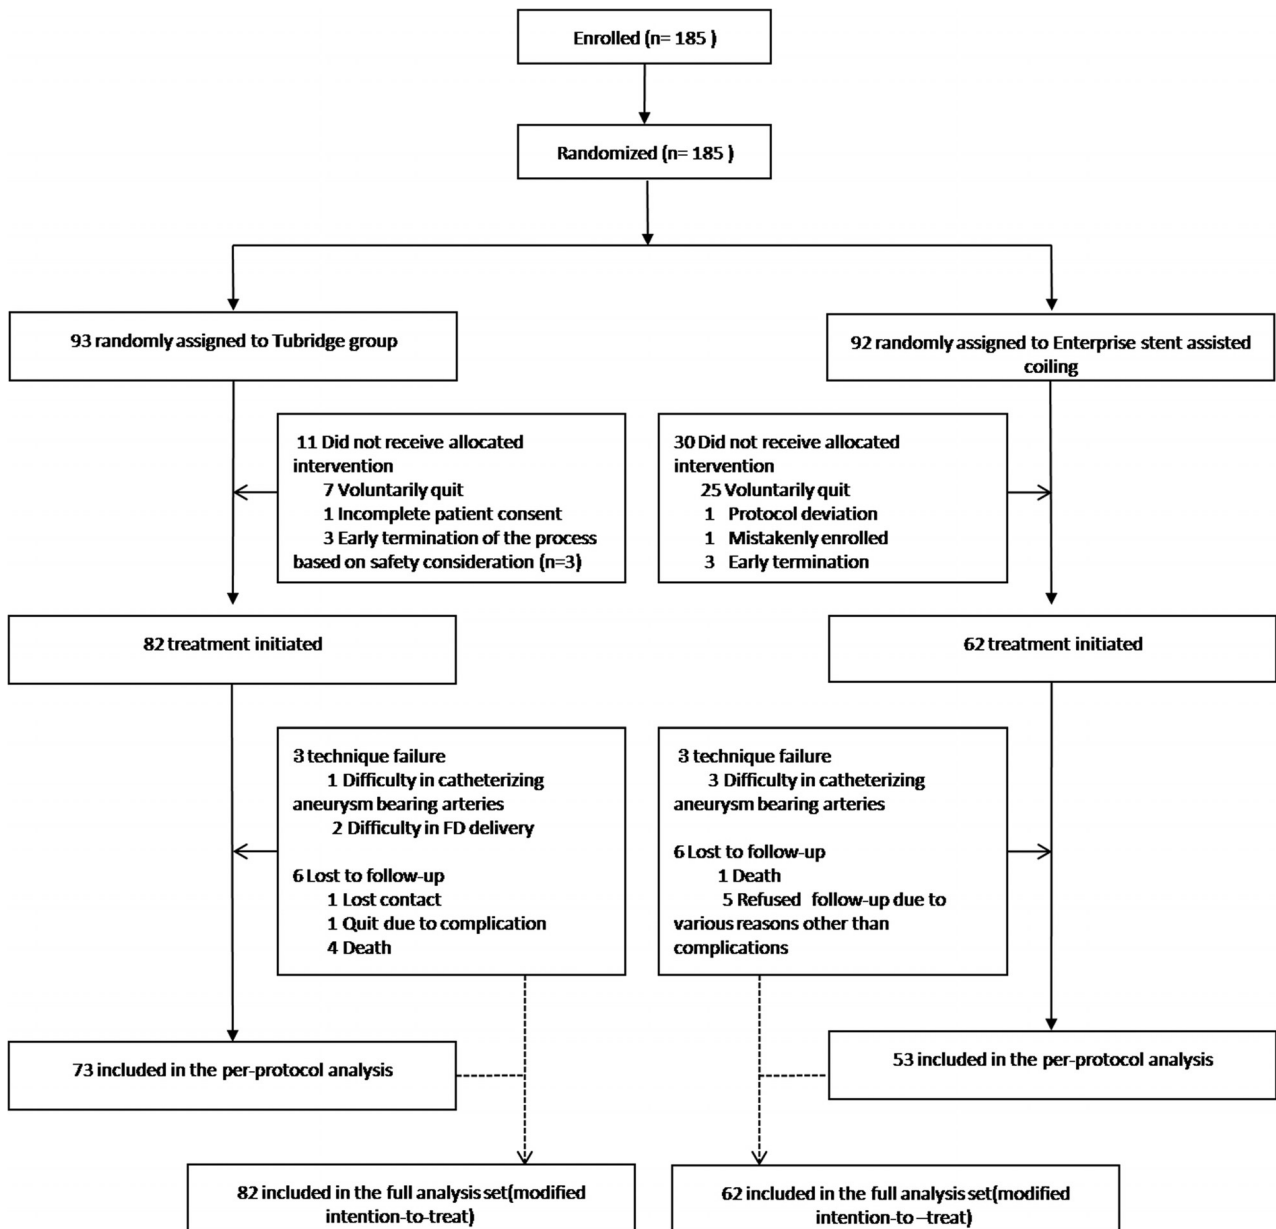 Enrolled (n= 185 )
Randomized (n= 185 )
93 randomly assigned to Tubridge group
92 randomly assigned to Enterprise stent assisted
coiling
11 Did not receive allocated
intervention
7 Voluntarily quit
1 Incomplete patient consent
3 Early termination of the process
based on safety consideration (n=3)
30 Did not receive allocated
intervention
25 Voluntarily quit
1 Protocol deviation
1 Mistakenly enrolled
3 Early termination
82 treatment initiated
62 treatment initiated
3 technique failure
1 Difficulty in catheterizing
aneurysm bearing arteries
2 Difficulty in FD delivery
6 Lost to follow-up
1 Lost contact
1 Quit due to complication
4 Death
3 technique failure
3 Difficulty in catheterizing
aneurysm bearing arteries
6 Lost to follow-up
1 Death
5 Refused follow-up due to
various reasons other than
complications
73 included in the per-protocol analysis
53 included in the per-protocol analysis
82 included in the full analysis set(modified
intention-to-treat)
62 included in the full analysis set(modified
intention-to –treat)